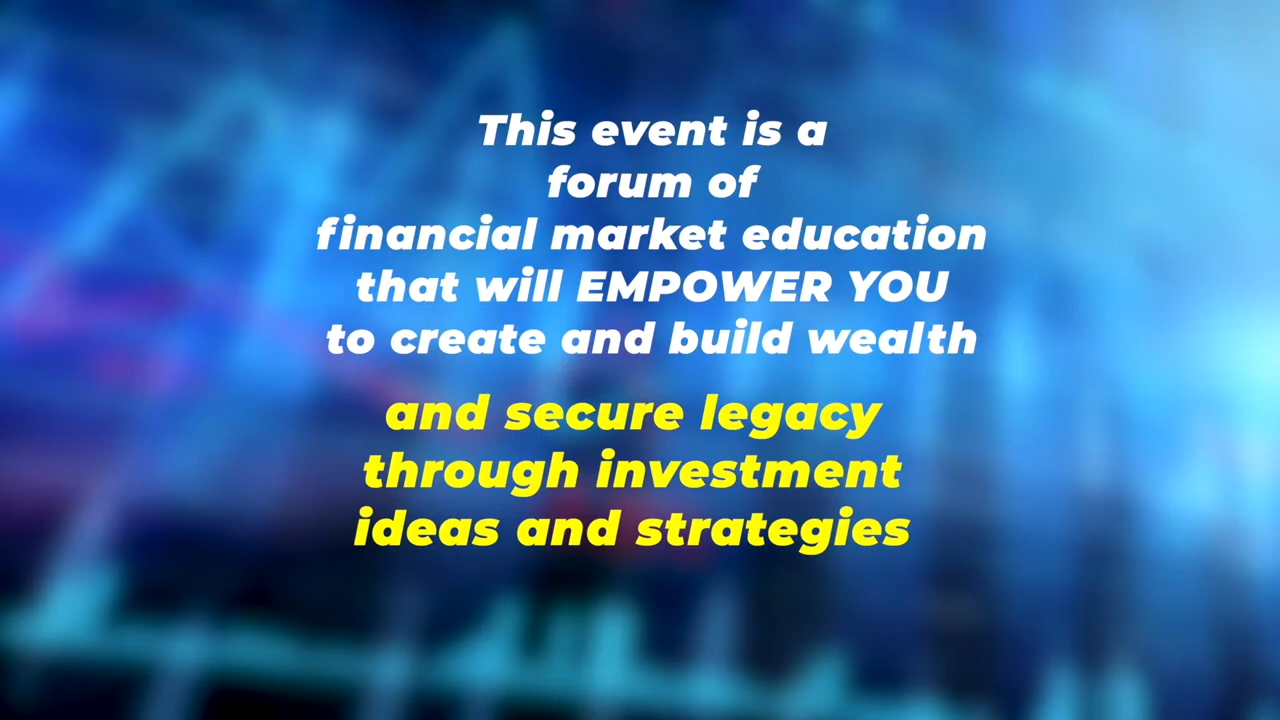 This event is a
forum of
financial market education
that will EMPOWER YOU
to create and build wealth
and secure legacy
through investment
ideas and strategies